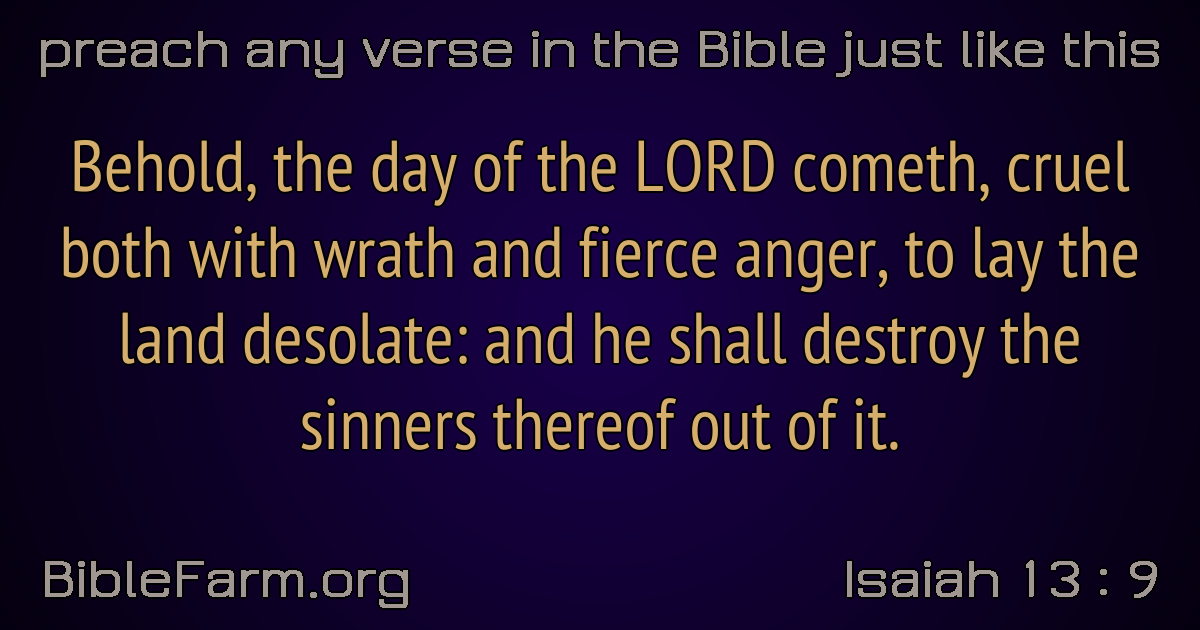 preach any verse in the Bible just like this
Behold, the day of the LORD cometh, cruel
both with wrath and fierce anger, to lay the
land desolate: and he shall destroy the
sinners thereof out of it.
BibleFarm.org
Isaiah 13 : 9